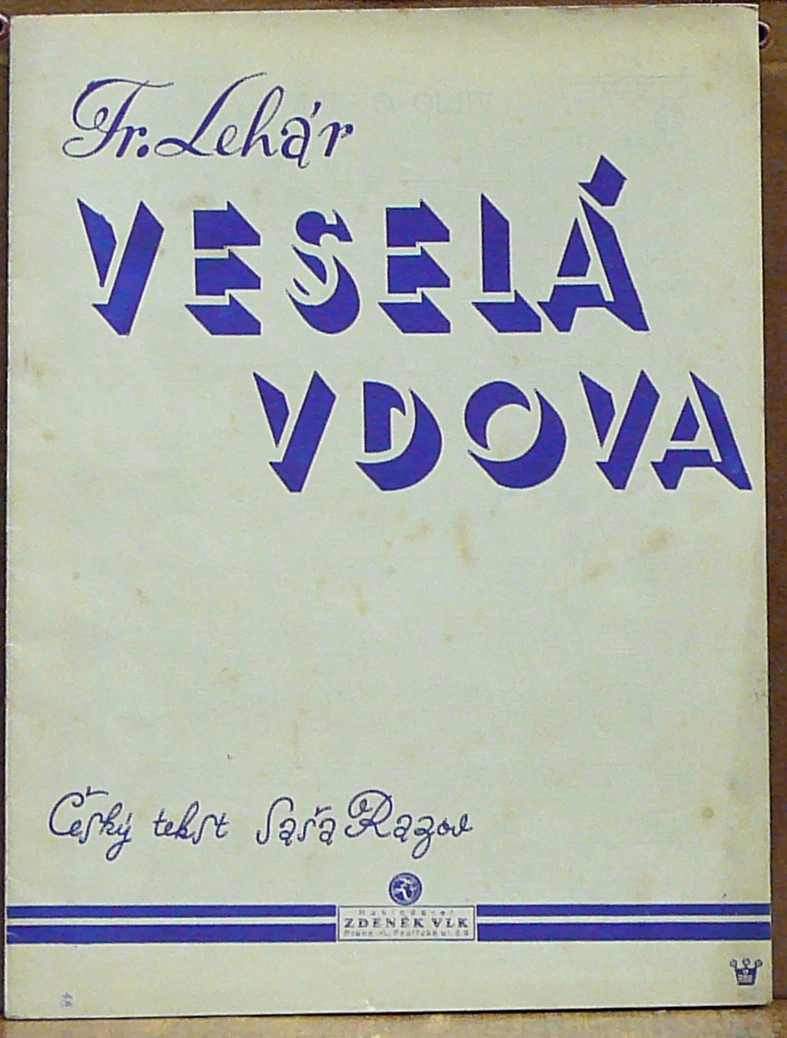 Fr. Lehár
VESELÁ
VDOVA
Český tekst Saša Razov
ZDENĚK VLK